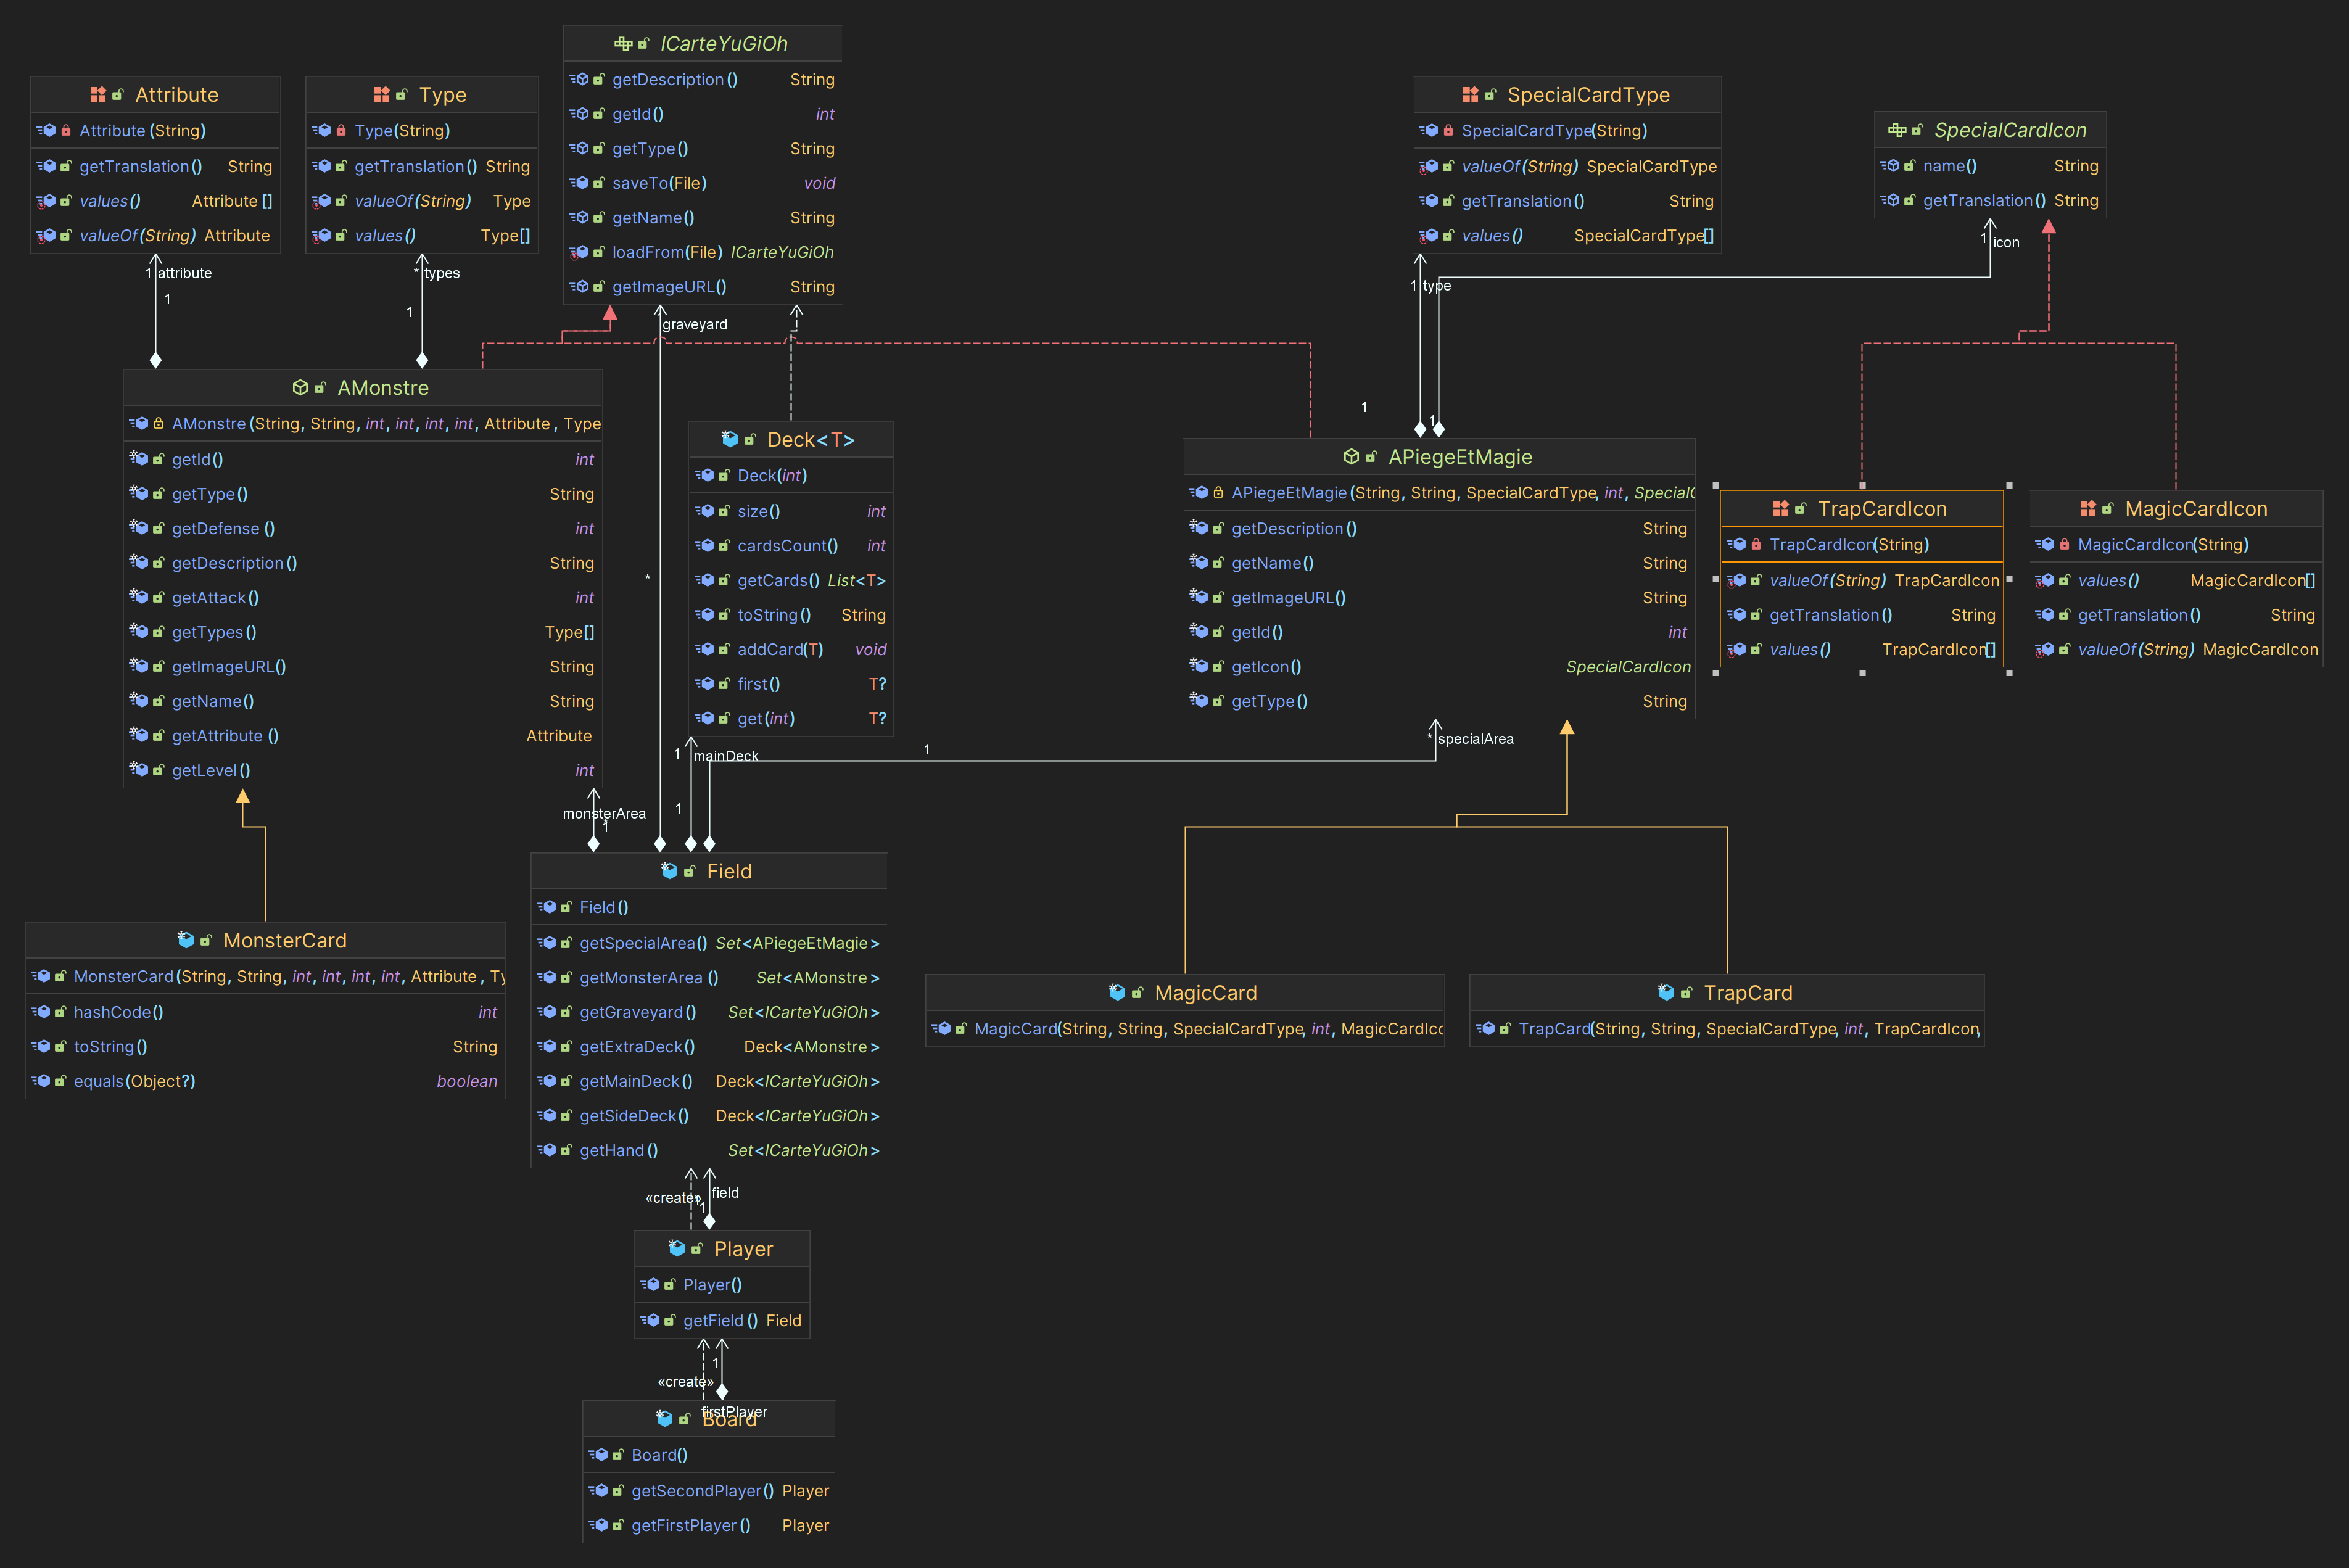 ICarteYuGiOh
getDescription() String
getId() int
getType() String
saveTo(File) void
getName() String
loadFrom(File) ICarteYuGiOh
getImageURL() String
Attribute
Attribute(String)
getTranslation() String
values() Attribute[]
valueOf(String) Attribute
Type
Type(String)
getTranslation() String
valueOf(String) Type
values() Type[]
SpecialCardType
SpecialCardType(String)
valueOf(String) SpecialCardType
getTranslation() String
values() SpecialCardType[]
SpecialCardIcon
name() String
getTranslation() String
1 attribute
1
* types
1
graveyard
*
1 type
1
1 icon
1
AMonstre
AMonstre(String, String, int, int, int, int, Attribute, Type
getId() int
getType() String
getDefense() int
getDescription() String
getAttack() int
getTypes() Type[]
getImageURL() String
getName() String
getAttribute() Attribute
getLevel() int
Deck<T>
Deck(int)
size() int
cardsCount() int
getCards() List<T>
toString() String
addCard(T) void
first() T?
get(int) T?
APiegeEtMagie
APiegeEtMagie(String, String, SpecialCardType, int, SpecialC
getDescription() String
getName() String
getImageURL() String
getId() int
getIcon() SpecialCardIcon
getType() String
TrapCardIcon
TrapCardIcon(String)
valueOf(String) TrapCardIcon
getTranslation() String
values() TrapCardIcon[]
MagicCardIcon
MagicCardIcon(String)
values() MagicCardIcon[]
getTranslation() String
valueOf(String) MagicCardIcon
1 mainDeck
1
1
* specialArea
monsterArea
MonsterCard
MonsterCard(String, String, int, int, int, int, Attribute, Ty
hashCode() int
toString() String
equals(Object?) boolean
Field
Field()
getSpecialArea() Set<APiegeEtMagie>
getMonsterArea() Set<AMonstre>
getGraveyard() Set<ICarteYuGiOh>
getExtraDeck() Deck<AMonstre>
getMainDeck() Deck<ICarteYuGiOh>
getSideDeck() Deck<ICarteYuGiOh>
getHand() Set<ICarteYuGiOh>
MagicCard
MagicCard(String, String, SpecialCardType, int, MagicCardIcc
TrapCard
TrapCard(String, String, SpecialCardType, int, TrapCardIcon,
«create»
field
1
Player
Player()
getField() Field
1
«create»
firstPlayer
Board
Board()
getSecondPlayer() Player
getFirstPlayer() Player